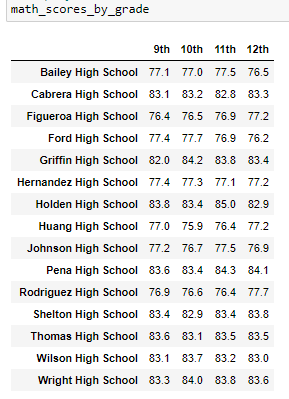 math_scores_by_grade
9th 10th 11th 12th
Bailey High School 77.1 77.0 77.5 76.5
Cabrera High School 83.1 83.2 82.8 83.3
Figueroa High School 76.4 76.5 76.9 77.2
Ford High School 77.4 77.7 76.9 76.2
Griffin High School 82.0 84.2 83.8 83.4
Hernandez High School 77.4 77.3 77.1 77.2
Holden High School 83.8 83.4 85.0 82.9
Huang High School 77.0 75.9 76.4 77.2
Johnson High School 77.2 76.7 77.5 76.9
Pena High School 83.6 83.4 84.3 84.1
Rodriguez High School 76.9 76.6 76.4 77.7
Shelton High School 83.4 82.9 83.4 83.8
Thomas High School 83.6 83.1 83.5 83.5
Wilson High School 83.1 83.7 83.2 83.0
Wright High School 83.3 84.0 83.8 83.6